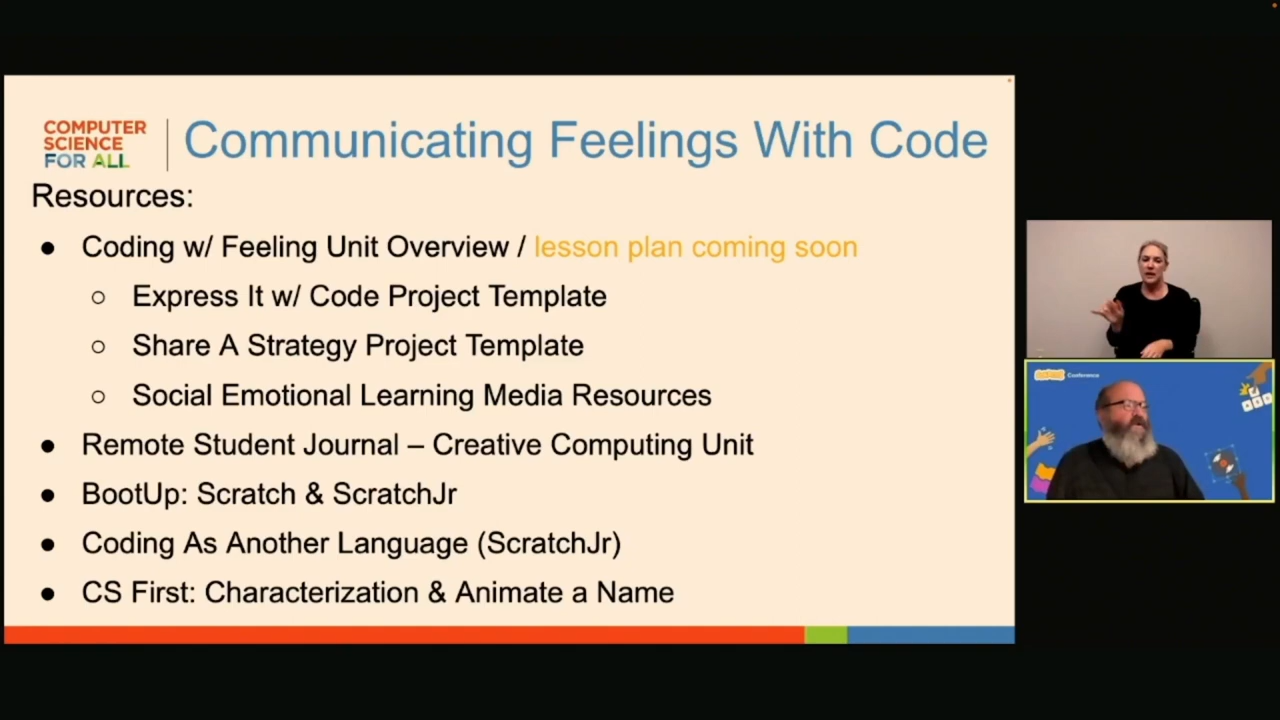 COMPUTER
SCIENCE
FOR ALL
Communicating Feelings With Code
Resources:
● Coding w/ Feeling Unit Overview / lesson plan coming soon
○ Express It w/ Code Project Template
○ Share A Strategy Project Template
○ Social Emotional Learning Media Resources
● Remote Student Journal – Creative Computing Unit
● BootUp: Scratch & ScratchJr
● Coding As Another Language (ScratchJr)
● CS First: Characterization & Animate a Name
Conference